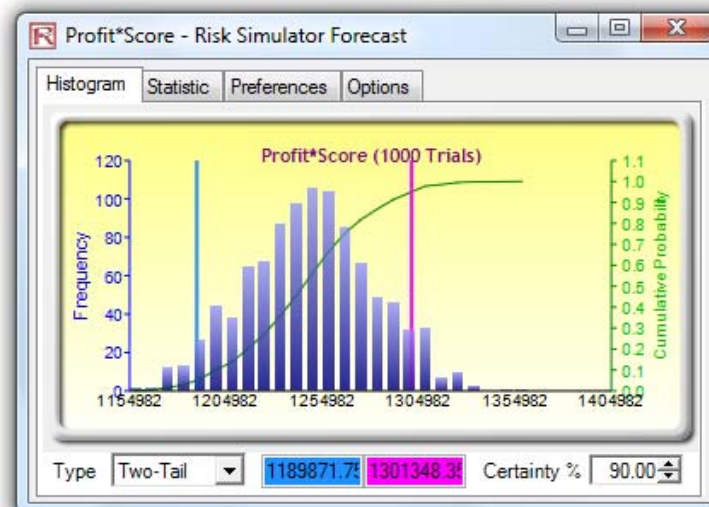 Profit*Score - Risk Simulator Forecast
Histogram Statistic Preferences Options
Profit*Score (1000 Trials)
120
100
80
60
40
20
0
Frequency
1.1
1.0
0.9
0.8
0.7
0.6
0.5
0.4
0.3
0.2
0.1
0.0
Cumulative Probability
1154982 1204982 1254982 1304982 1354982 1404982
Type Two-Tail 1189871.75 1301348.35 Certainty % 90.00